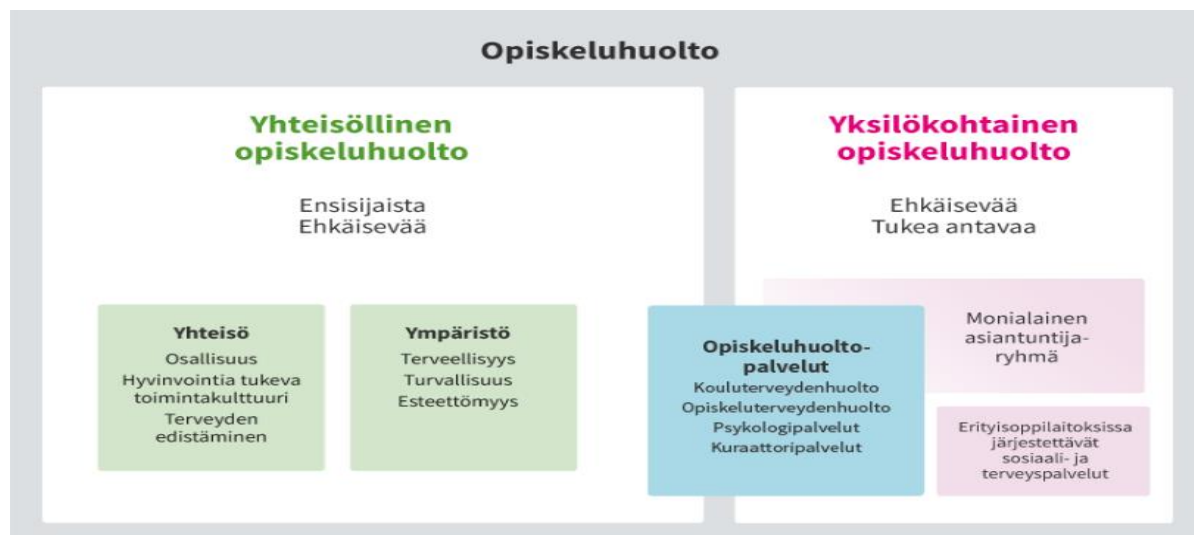 Opiskeluhuolto
Yhteisöllinen
opiskeluhuolto
Ensisijaista
Ehkäisevää
Yhteisö
Osallisuus
Hyvinvointia tukeva
toimintakulttuuri
Terveyden
edistäminen
Ympäristö
Terveellisyys
Turvallisuus
Esteettömyys
Opiskeluhuolto-
palvelut
Kouluterveydenhuolto
Opiskeluterveydenhuolto
Psykologipalvelut
Kuraattoripalvelut
Yksilökohtainen
opiskeluhuolto
Ehkäisevää
Tukea antavaa
Monialainen
asiantuntija-
ryhmä
Erityisoppilaitoksissa
järjestettävät
sosiaali- ja
terveyspalvelut